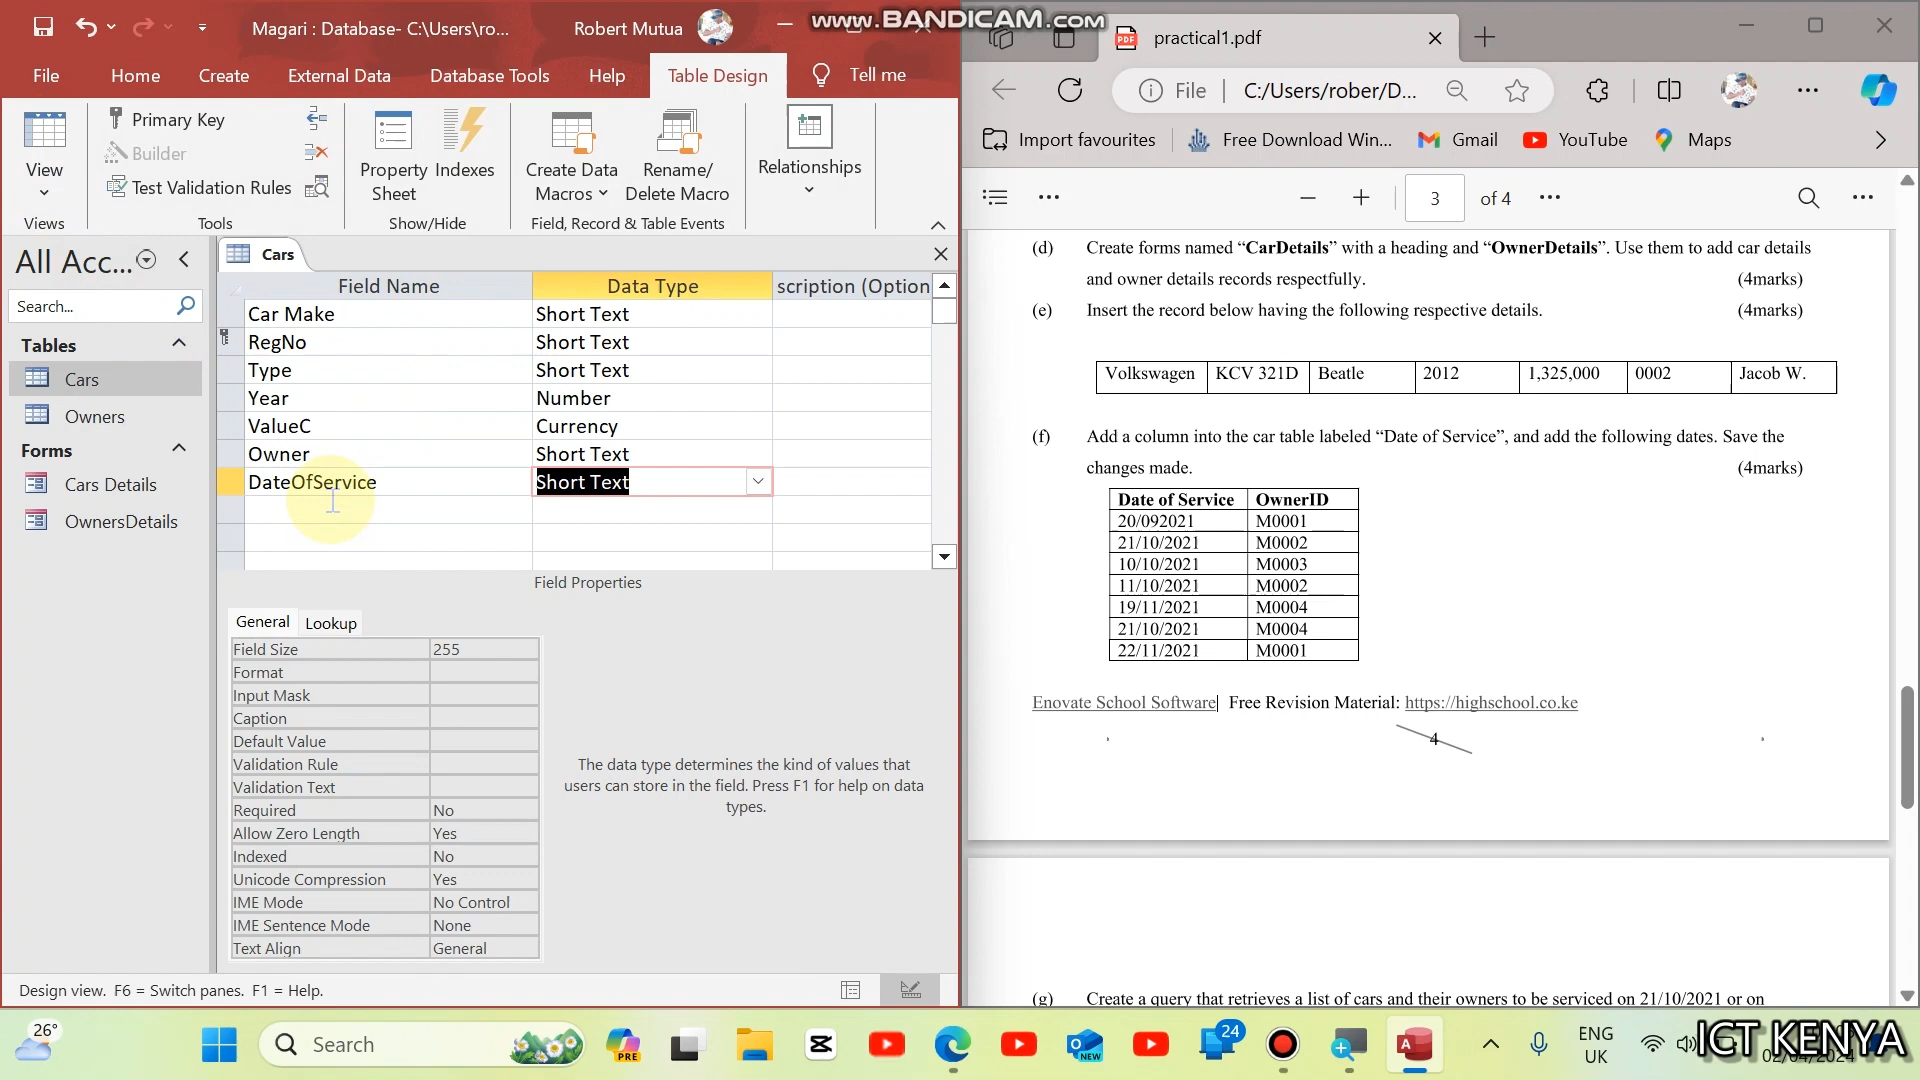 www.BANDICAM.com
Magari : Database- C:\Users\ro...
Robert Mutua
File
Home
Create
External Data
Database Tools
Help
Table Design
Tell me
View
Primary Key
Builder
Test Validation Rules
Property Sheet
Indexes
Create Data Macros
Rename/ Delete Macro
Relationships
Views
Tools
Show/Hide
Field, Record & Table Events
All Acc...
Search...
Tables
Cars
Owners
Forms
Cars Details
OwnersDetails
Cars
Field Name Data Type scription (Option
Car Make Short Text
RegNo Short Text
Type Short Text
Year Number
ValueC Currency
Owner Short Text
DateOfService Short Text
Field Properties
General Lookup
Field Size 255
Format
Input Mask
Caption
Default Value
Validation Rule
Validation Text
Required No
Allow Zero Length Yes
Indexed No
Unicode Compression Yes
IME Mode No Control
IME Sentence Mode None
Text Align General
The data type determines the kind of values that
users can store in the field. Press F1 for help on data
types.
Design view. F6 = Switch panes. F1 = Help.
practical1.pdf
File C:/Users/rober/D...
Import favourites
Free Download Win...
Gmail
YouTube
Maps
3 of 4
(d) Create forms named “CarDetails” with a heading and “OwnerDetails”. Use them to add car details
and owner details records respectfully. (4marks)
(e) Insert the record below having the following respective details. (4marks)
Volkswagen KCV 321D Beatle 2012 1,325,000 0002 Jacob W.
(f) Add a column into the car table labeled “Date of Service”, and add the following dates. Save the
changes made. (4marks)
Date of Service OwnerID
20/092021 M0001
21/10/2021 M0002
10/10/2021 M0003
11/10/2021 M0002
19/11/2021 M0004
21/10/2021 M0004
22/11/2021 M0001
Enovate School Software| Free Revision Material: https://highschool.co.ke
4
(g) Create a query that retrieves a list of cars and their owners to be serviced on 21/10/2021 or on
26°
Search
PRE
NEW
24
ENG
UK
02/04/2024
ICT KENYA